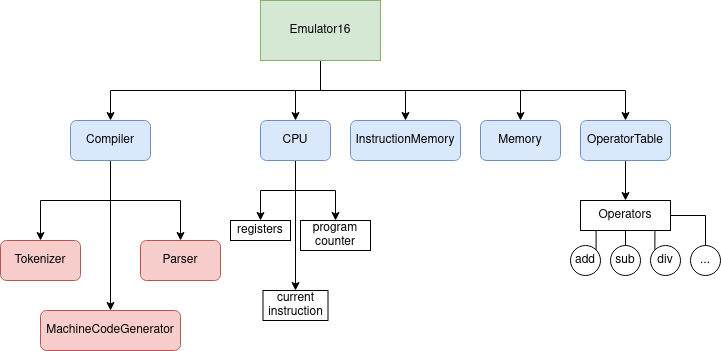 Emulator16
Compiler
CPU
InstructionMemory
Memory
OperatorTable
registers
program
counter
Operators
Tokenizer
Parser
add
sub
div
...
current
instruction
MachineCodeGenerator